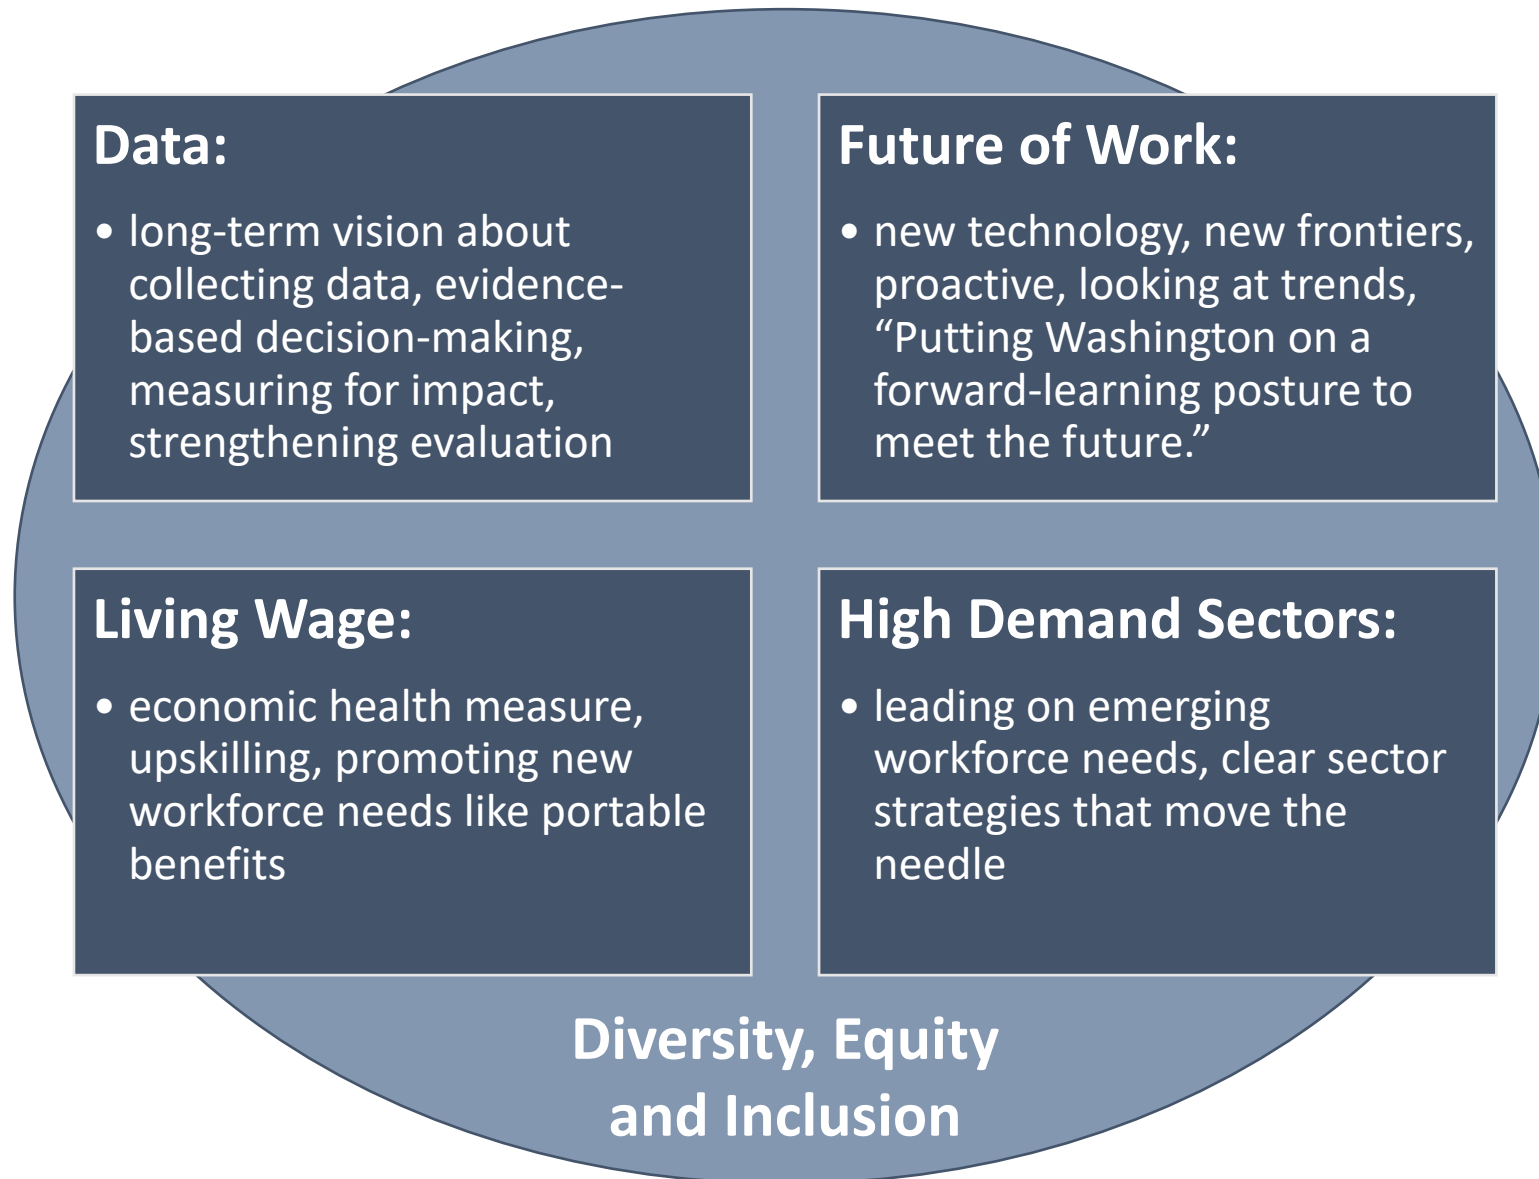 Data:
• long-term vision about
collecting data, evidence-
based decision-making,
measuring for impact,
strengthening evaluation
Future of Work:
• new technology, new frontiers,
proactive, looking at trends,
“Putting Washington on a
forward-learning posture to
meet the future.”
Living Wage:
• economic health measure,
upskilling, promoting new
workforce needs like portable
benefits
High Demand Sectors:
• leading on emerging
workforce needs, clear sector
strategies that move the
needle
Diversity, Equity
and Inclusion